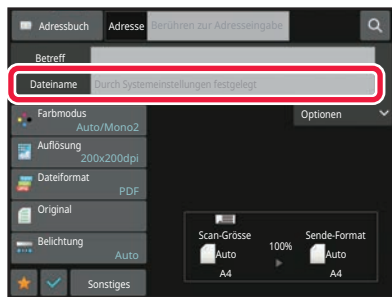 Adressbuch Adresse Berühren zur Adresseingabe
Betreff
Dateiname Durch Systemeinstellungen festgelegt
Farbmodus
Auto/Mono2
Optionen
Auflösung
200x200dpi
Dateiformat
PDF
Original
Belichtung
Auto
Scan-Grösse
Auto
A4
100%
Sende-Format
Auto
A4
Sonstiges